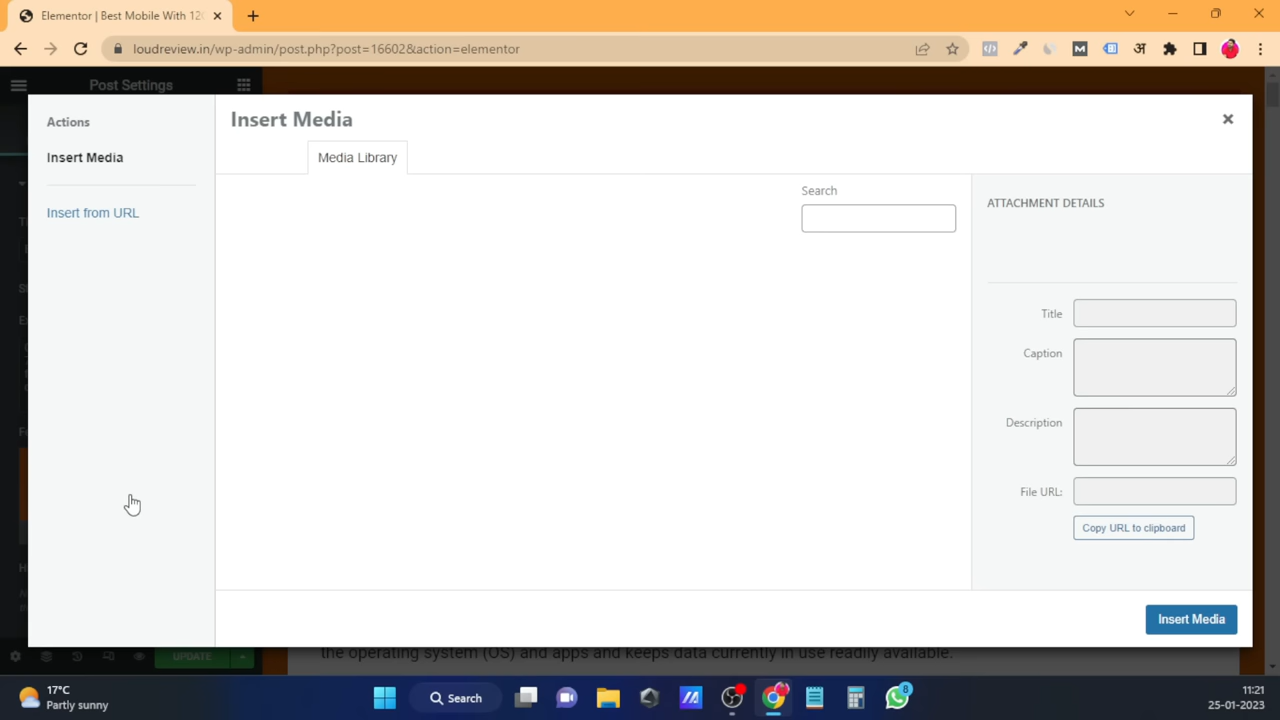 Elementor | Best Mobile With 120
loudreview.in/wp-admin/post.php?post=16602&action=elementor
Post Settings
Actions
Insert Media
Insert from URL
Insert Media
Media Library
Search
ATTACHMENT DETAILS
Title
Caption
Description
File URL:
Copy URL to clipboard
Insert Media
UPDATE
the operating system (OS) and apps and keeps data currently in use readily available.
17°C
Partly sunny
Search
8
11:21
25-01-2023